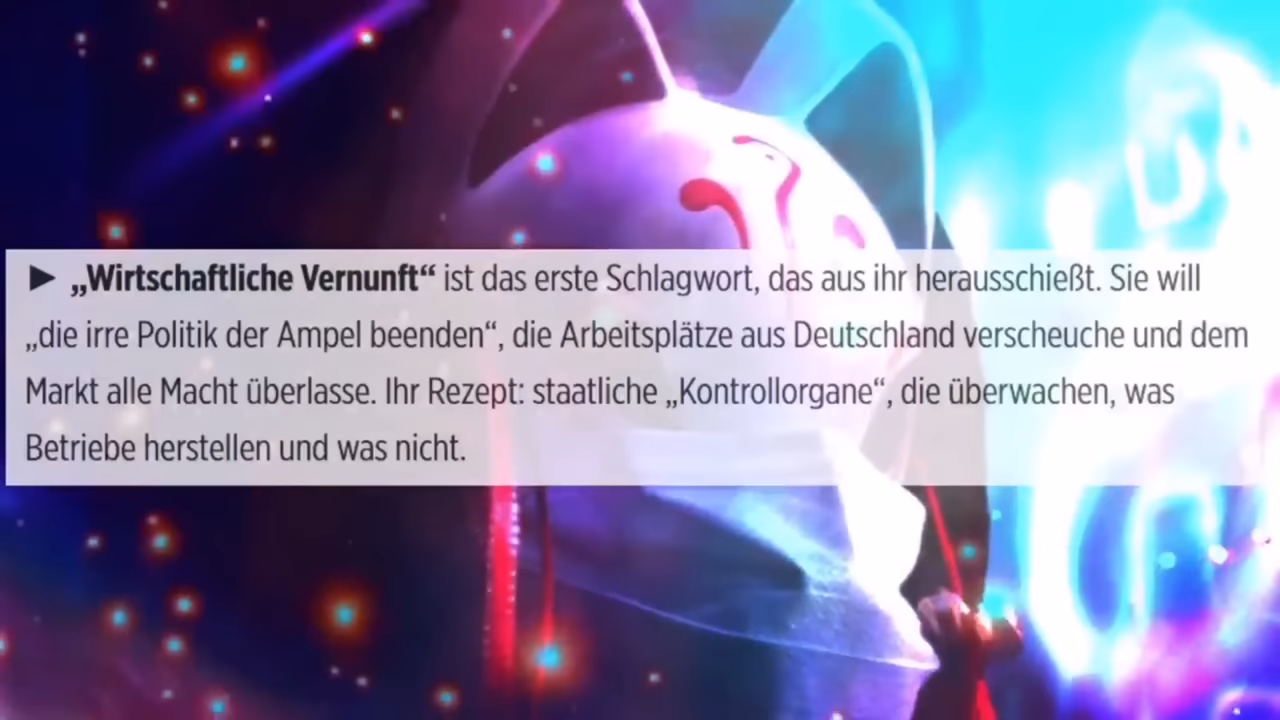 ► „Wirtschaftliche Vernunft“ ist das erste Schlagwort, das aus ihr herausschießt. Sie will
„die irre Politik der Ampel beenden“, die Arbeitsplätze aus Deutschland verscheuche und dem
Markt alle Macht überlasse. Ihr Rezept: staatliche „Kontrollorgane“, die überwachen, was
Betriebe herstellen und was nicht.